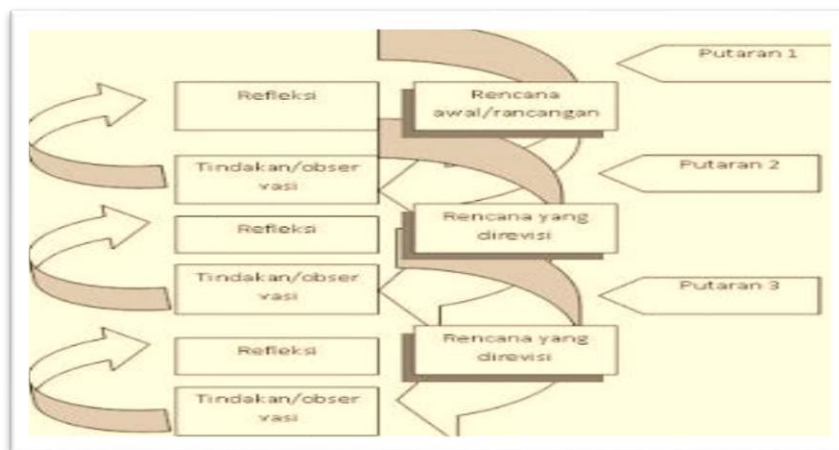 Putaran 1
Refleksi
Rencana
awal/rancangan
Tindakan/obser
vasi
Putaran 2
Refleksi
Rencana yang
direvisi
Tindakan/obser
vasi
Putaran 3
Refleksi
Rencana yang
direvisi
Tindakan/obser
vasi